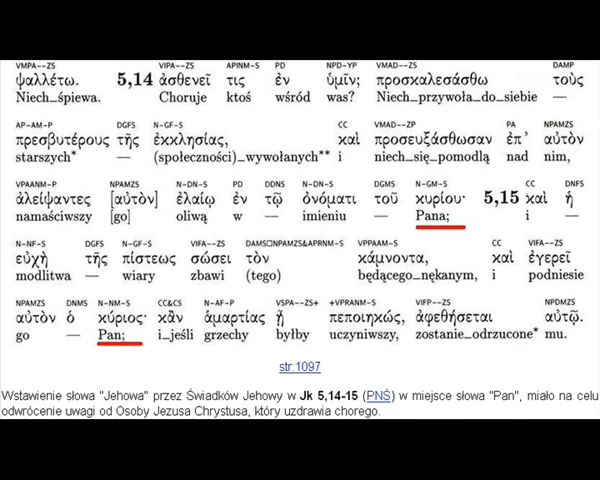 VMPA--ZS VIPA--ZS APINM-S PD NPD-YP VMAD--ZS DAMP
ψαλλέτω. 5,14 ἀσθενεῖ τις ἐν ὑμῖν; προσκαλεσάσθω τοὺς
Niech_śpiewa. Choruje ktoś wśród was? Niech_przywoła_do_siebie —
AP-AM-P DGFS N-GF-S CC VMAD--ZP PA NPAMZS
πρεσβυτέρους τῆς ἐκκλησίας, καὶ προσευξάσθωσαν ἐπ' αὐτὸν
starszych* — (społeczności)_wywołanych** i niech_się_pomodlą nad nim,
VPAANM-P NPAMZS N-DN-S PD DDNS N-DN-S DGMS N-GM-S CC DNFS
ἀλείψαντες [αὐτὸν] ἐλαίῳ ἐν τῷ ὀνόματι τοῦ κυρίου· 5,15 καὶ ἡ
namaściwszy [go] oliwą w — imieniu — Pana; i —
N-NF-S DGFS N-GF-S VIFA--ZS DAMS□NPAMZS&APRNM-S VPPAAM-S CC VIFA--ZS
εὐχὴ τῆς πίστεως σώσει τὸν κάμνοντα, καὶ ἐγερεῖ
modlitwa — wiary zbawi (tego) będącego_nękanym, i podniesie
NPAMZS DNMS N-NM-S CC&CS N-AF-P VSPA--ZS+ +VPRANM-S VIFP--ZS NPDMZS
αὐτὸν ὁ κύριος· κἂν ἁμαρτίας ᾖ πεποιηκώς, ἀφεθήσεται αὐτῷ.
go — Pan; i_jeśli grzechy byłby uczyniwszy, zostanie_odrzucone* mu.
str.1097
Wstawienie słowa "Jehowa" przez Świadków Jehowy w Jk 5,14-15 (PNŚ) w miejsce słowa "Pan", miało na celu
odwrócenie uwagi od Osoby Jezusa Chrystusa, który uzdrawia chorego.